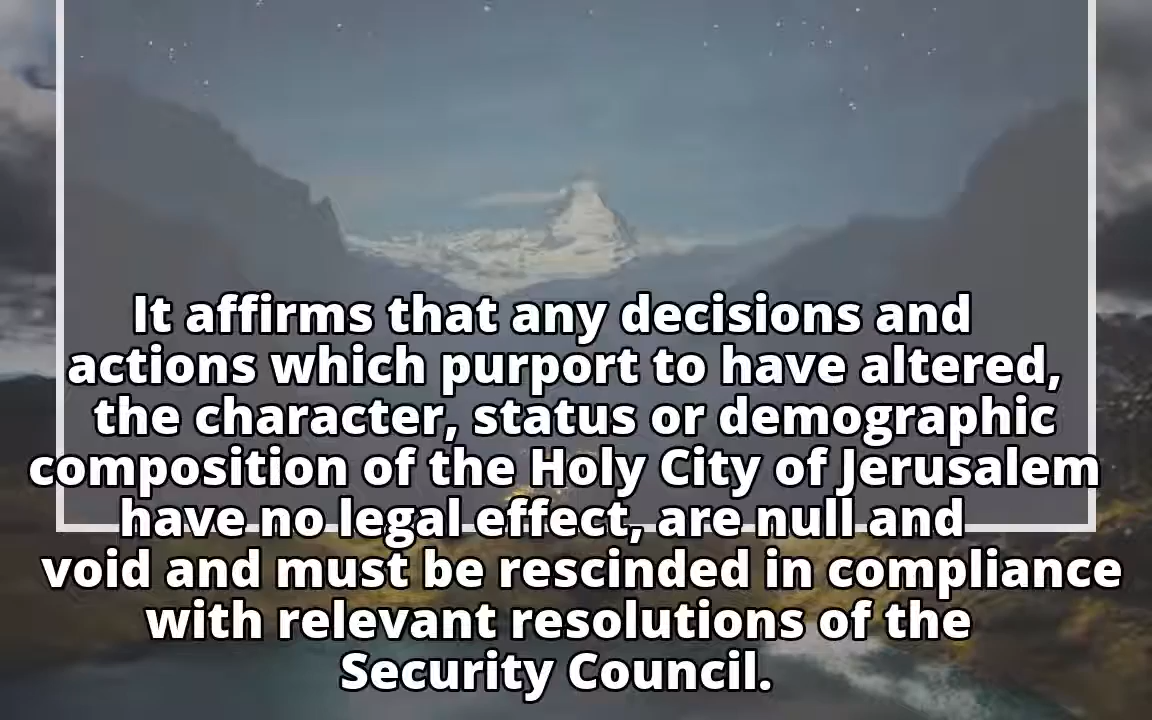 It affirms that any decisions and
actions which purport to have altered,
the character, status or demographic
composition of the Holy City of Jerusalem
have no legal effect, are null and
void and must be rescinded in compliance
with relevant resolutions of the
Security Council.